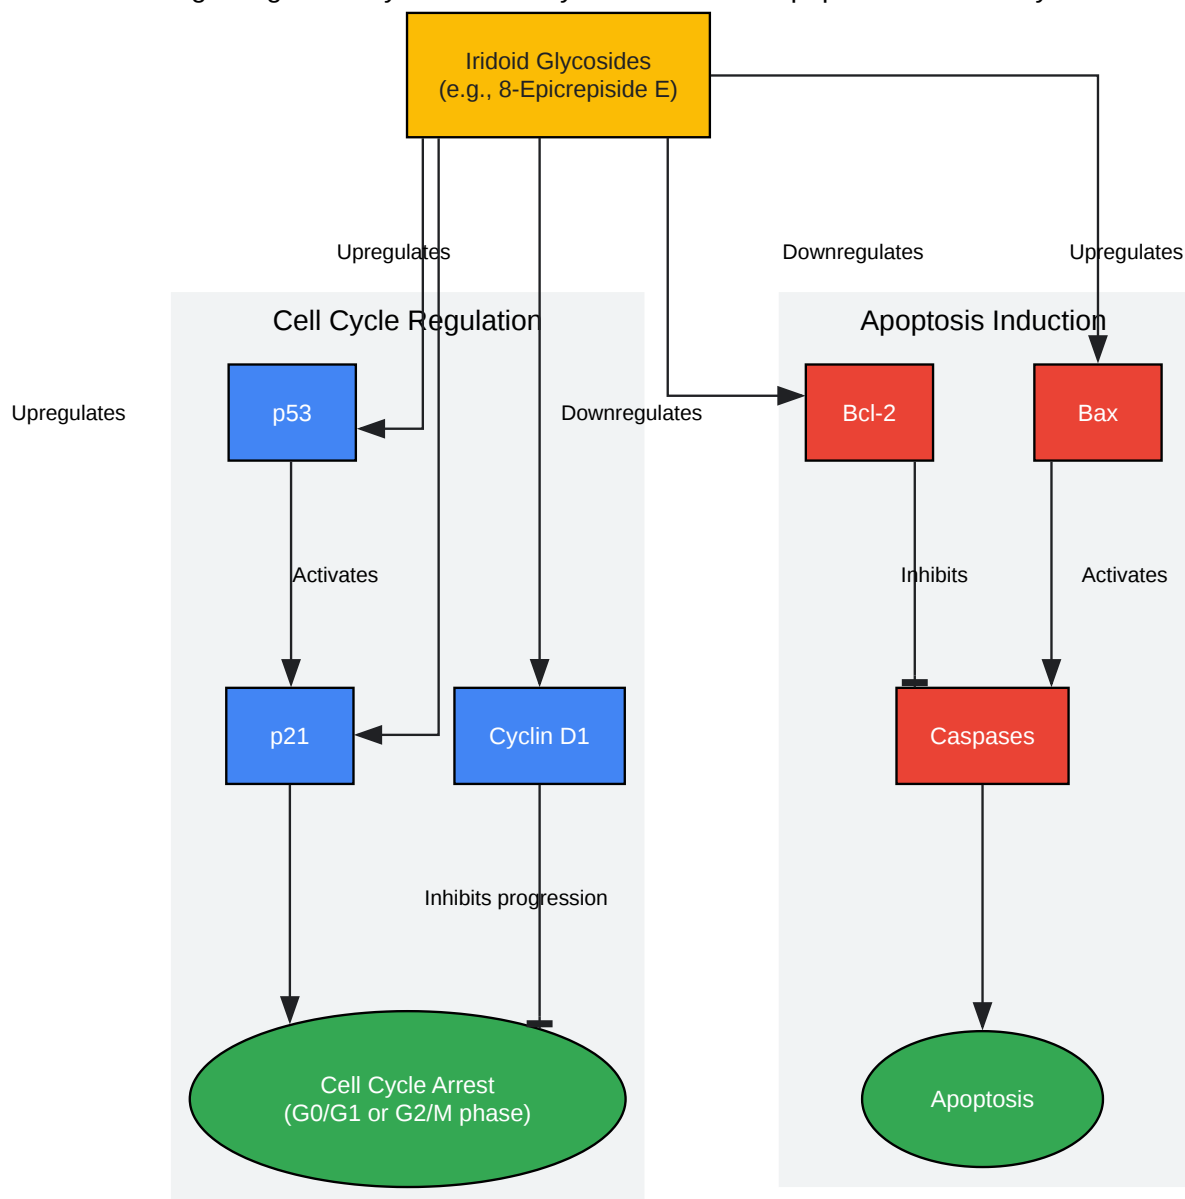 Iridoid Glycosides
(e.g., 8-Epicrepiside E)
Upregulates
Downregulates
Upregulates
Cell Cycle Regulation
Apoptosis Induction
Upregulates
p53
Downregulates
Bcl-2
Bax
Activates
Inhibits
Activates
p21
Cyclin D1
Caspases
Inhibits progression
Cell Cycle Arrest
(G0/G1 or G2/M phase)
Apoptosis